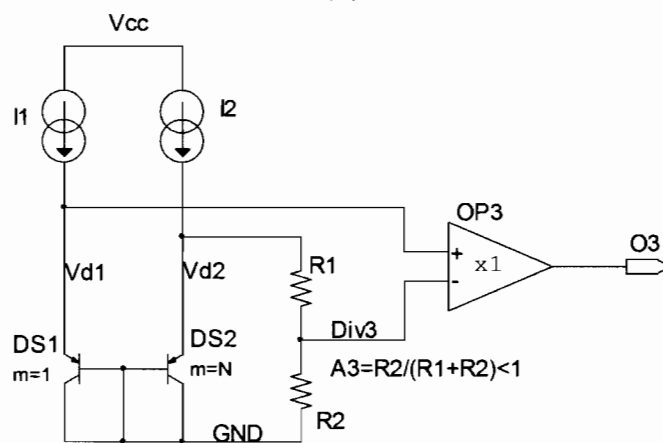 Vcc
I1
I2
OP3
+
x1
-
O3
Vd1
Vd2
R1
Div3
DS1
DS2
m=1
m=N
A3=R2/(R1+R2)<1
R2
GND